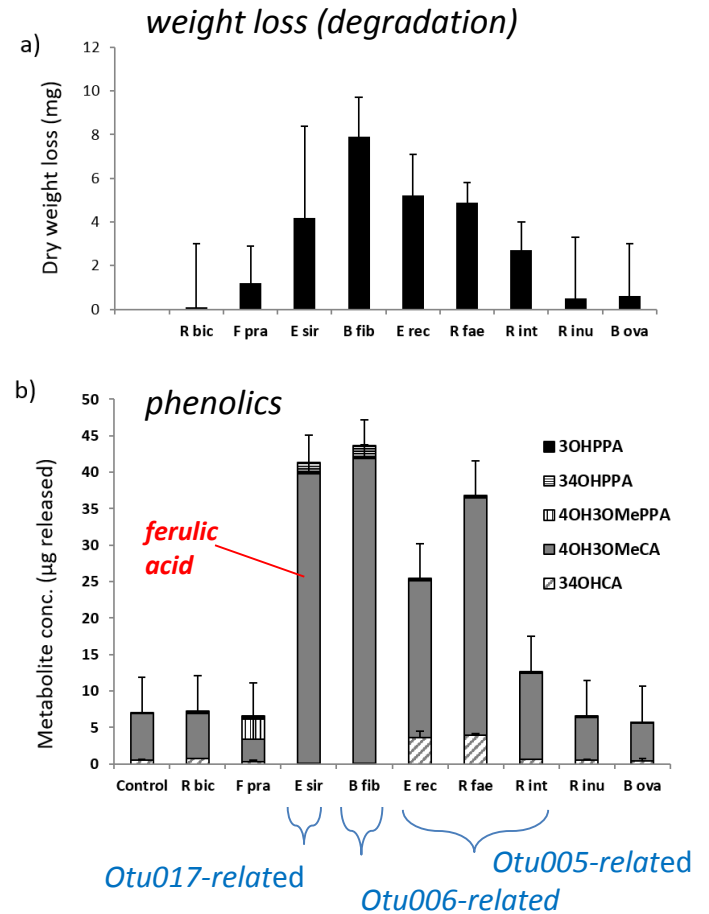 weight loss (degradation)
a)
Dry weight loss (mg)
12
10
8
6
4
2
0
R bic F pra E sir B fib E rec R fae R int R inu B ova
b)
phenolics
Metabolite conc. (µg released)
50
45
40
35
30
25
20
15
10
5
0
3OHPPA
34OHPPA
4OH3OMePPA
4OH3OMeCA
34OHCA
ferulic
acid
Control R bic F pra E sir B fib E rec R fae R int R inu B ova
Otu017-related
Otu006-related
Otu005-related